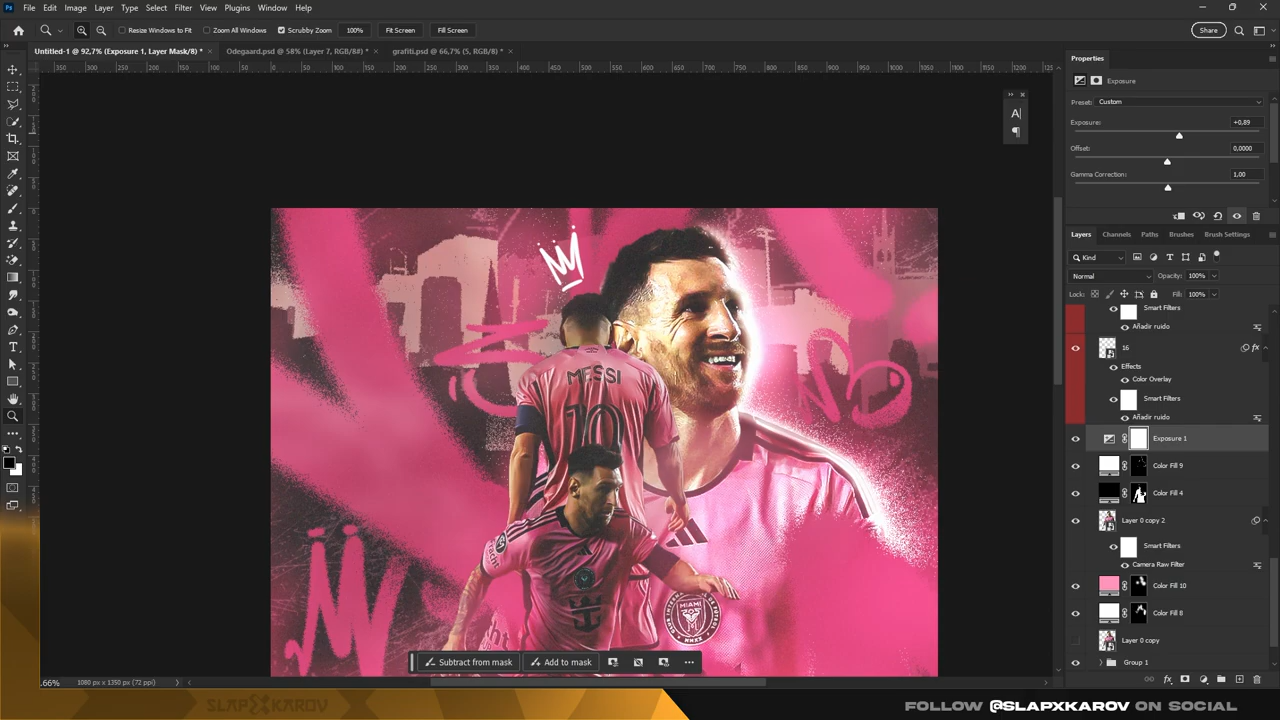 File Edit Image Layer Type Select Filter View Plugins Window Help
Resize Windows to Fit Zoom All Windows Scrubby Zoom 100% Fit Screen Fill Screen
Share
Untitled-1 @ 92,7% (Exposure 1, Layer Mask/8) *
Odegaard.psd @ 58% (Layer 7, RGB/8#) *
grafiti.psd @ 66,7% (5, RGB/8) *
Properties
Exposure
Preset: Custom
Exposure: +0,89
Offset: 0,0000
Gamma Correction: 1,00
Layers Channels Paths Brushes Brush Settings
Kind
Normal Opacity: 100%
Lock: Fill: 100%
Smart Filters
Añadir ruido
16
Effects
Color Overlay
Smart Filters
Añadir ruido
Exposure 1
Color Fill 9
Color Fill 4
Layer 0 copy 2
Smart Filters
Camera Raw Filter
Color Fill 10
Color Fill 8
Layer 0 copy
Group 1
MESSI
10
MIAMI
Subtract from mask Add to mask
.66% 1080 px x 1350 px (72 ppi)
SLAPXKAROV
FOLLOW @SLAPXKAROV ON SOCIAL